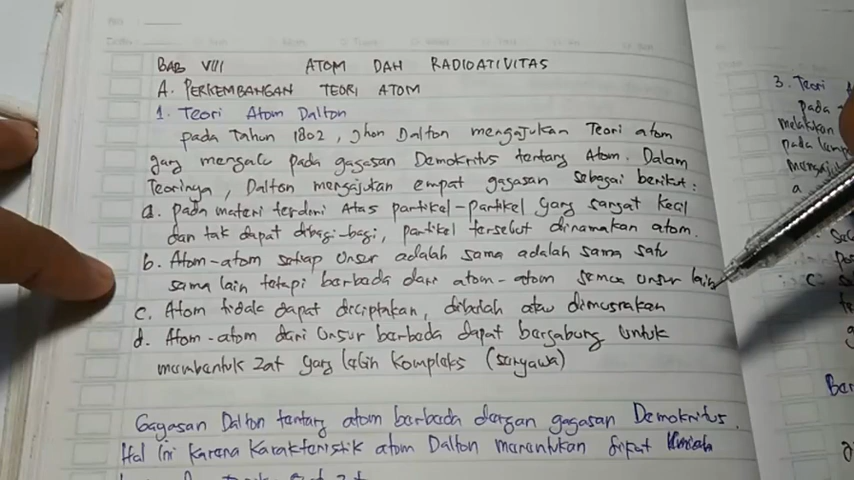 BAB VIII ATOM DAN RADIOATIVITAS
A. PERKEMBANGAN TEORI ATOM
1. Teori Atom Dalton
pada Tahun 1802, Jhon Dalton mengajukan Teori atom
yang mengacu pada gagasan Demokritus tentang Atom. Dalam
Teorinya, Dalton mengajukan empat gagasan sebagai berikut:
a. pada materi terdiri Atas partikel-partikel yang sangat kecil
dan tak dapat dibagi-bagi, partikel tersebut dinamakan atom.
b. Atom-atom setiap Unsur adalah sama adalah sama satu
sama lain tetapi berbeda dari atom-atom semua unsur lain
c. Atom tidak dapat diciptakan, dibelah atau dimusnakan
d. Atom-atom dari Unsur berbeda dapat bergabung Untuk
membentuk Zat yang lebih Kompleks (senyawa)
Gagasan Dalton tentang atom berbeda dengan gagasan Demokritus.
Hal ini karena karakteristik atom Dalton menentukan sifat kimia
3. Teori
pada
melakukan